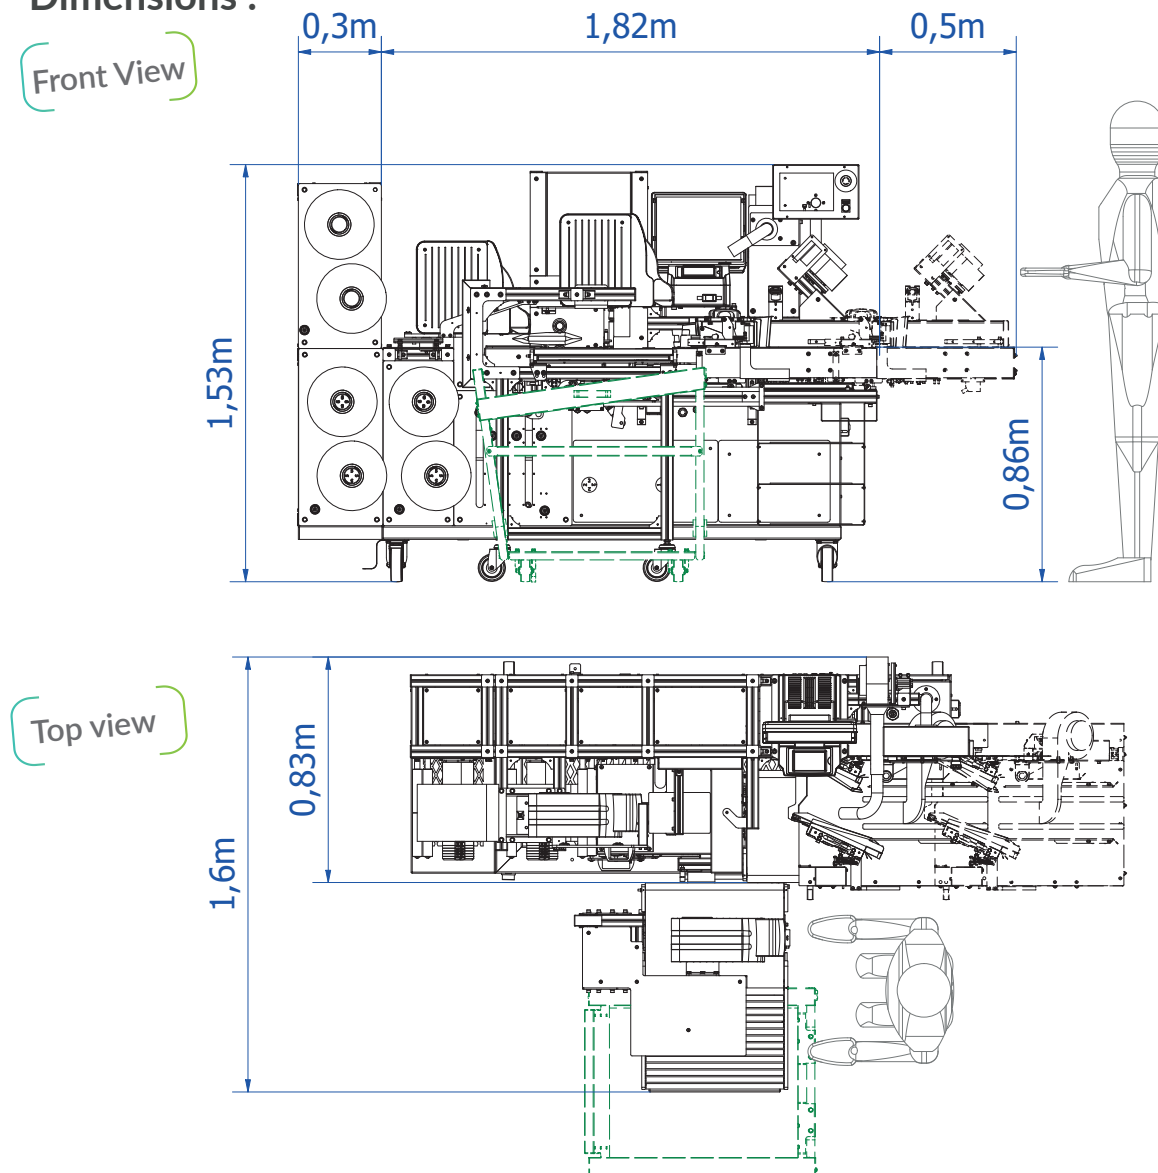 Dimensions :
0,3m
1,82m
0,5m
Front View
1,53m
0,86m
Top view
0,83m
1,6m